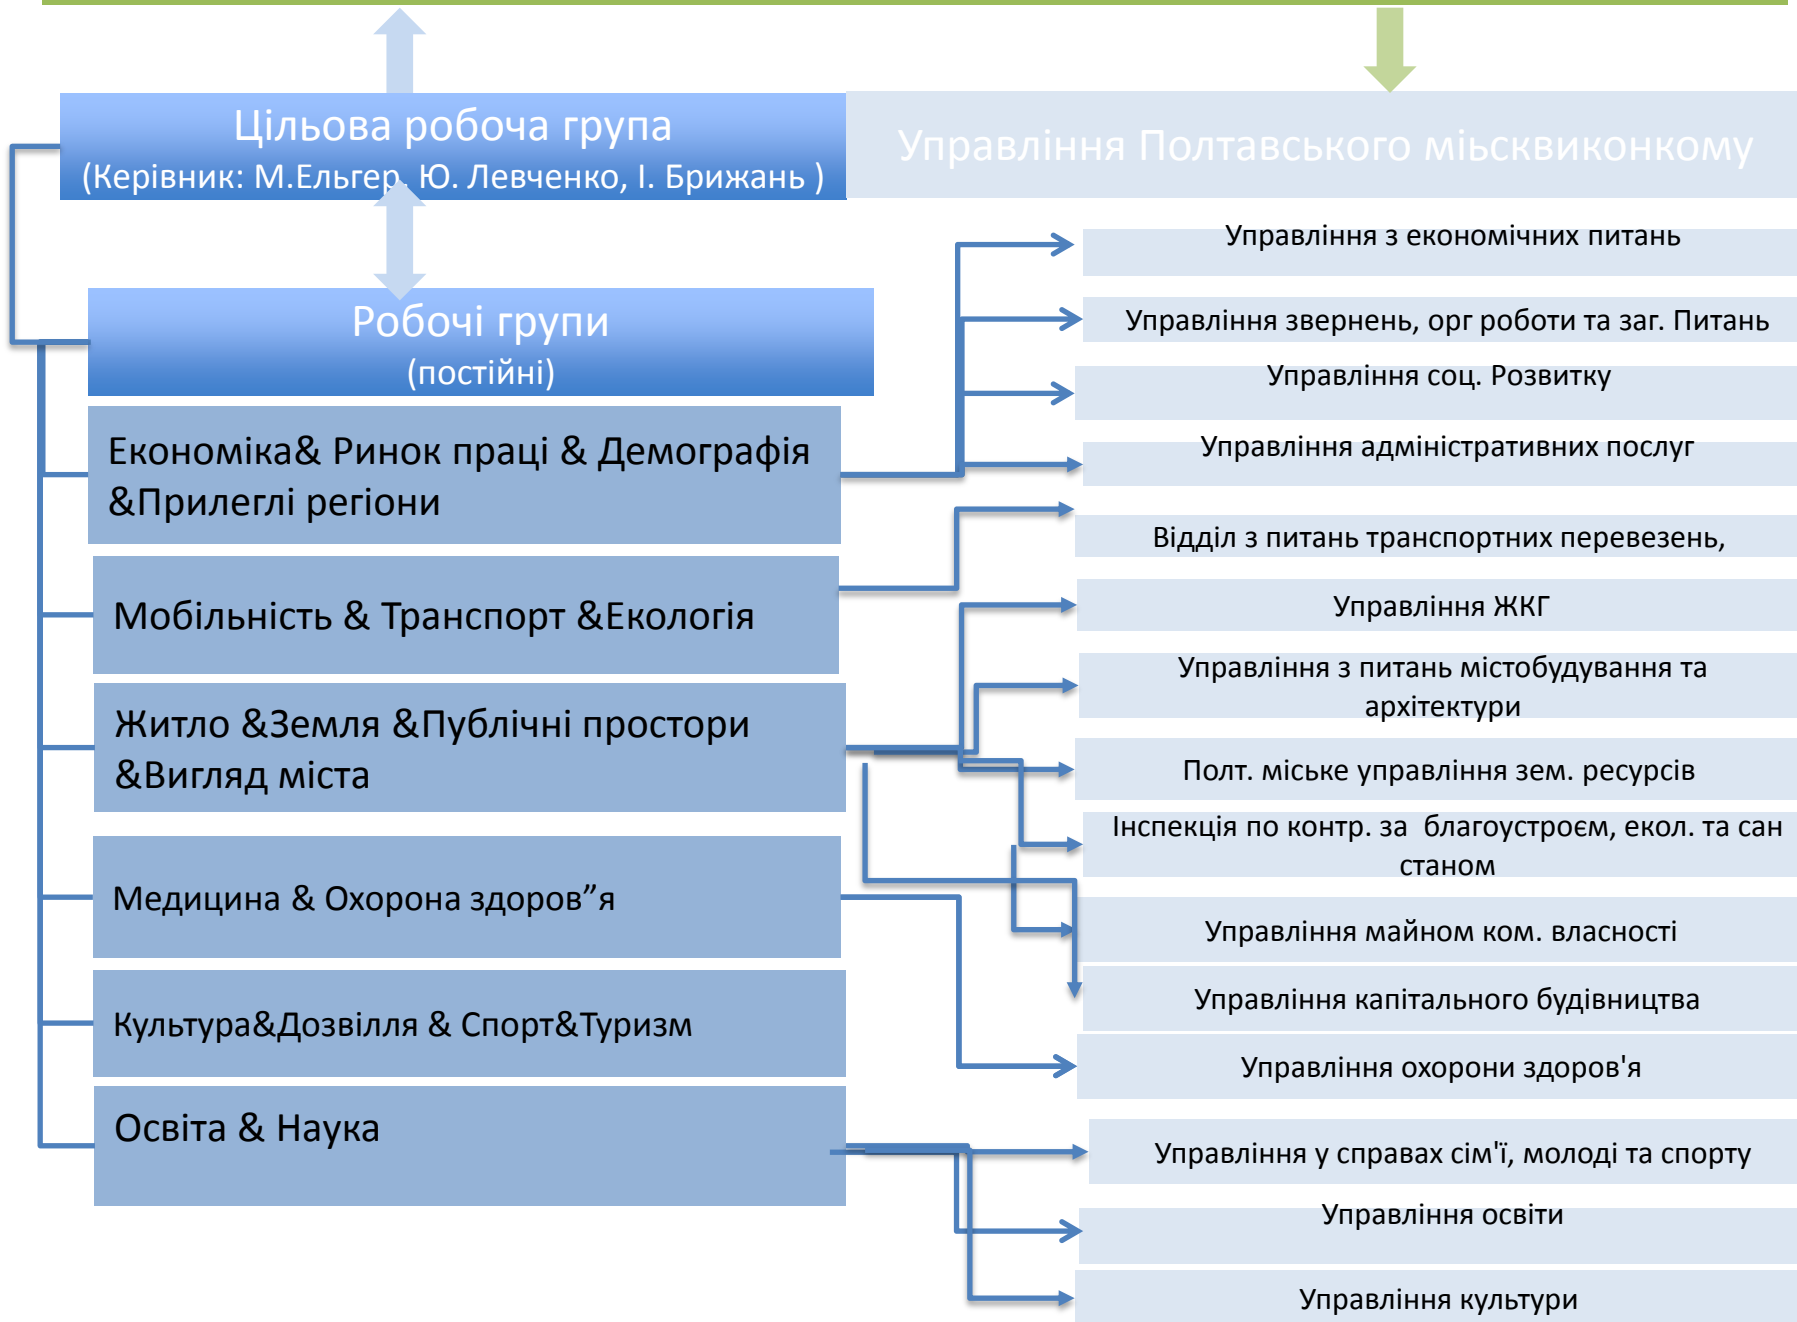 Цільова робоча група
(Керівник: М.Ельгер, Ю. Левченко, І. Брижань )
Управління Полтавського міьсквиконкому
Робочі групи
(постійні)
Економіка& Ринок праці & Демографія
&Прилеглі регіони
Мобільність & Транспорт &Екологія
Житло &Земля &Публічні простори
&Вигляд міста
Медицина & Охорона здоров”я
Культура&Дозвілля & Спорт&Туризм
Освіта & Наука
Управління з економічних питань
Управління звернень, орг роботи та заг. Питань
Управління соц. Розвитку
Управління адміністративних послуг
Відділ з питань транспортних перевезень,
Управління ЖКГ
Управління з питань містобудування та
архітектури
Полт. міське управління зем. ресурсів
Інспекція по контр. за благоустроєм, екол. та сан
станом
Управління майном ком. власності
Управління капітального будівництва
Управління охорони здоров'я
Управління у справах сім'ї, молоді та спорту
Управління освіти
Управління культури